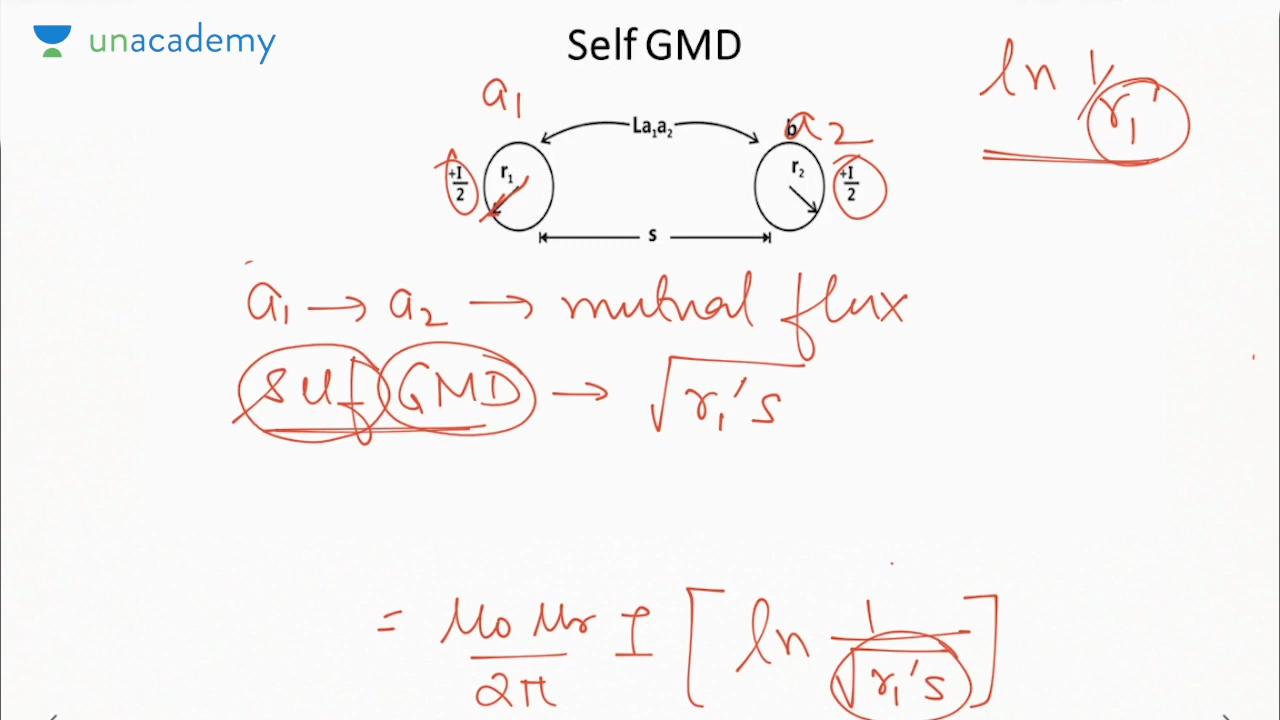 unacademy
Self GMD
ln 1/r₁'
a₁
La₁a₂
b a₂
+I/2
r₁
r₂
+I/2
s
a₁ → a₂ → mutual flux
self GMD → √r₁'s
= μ₀ μr / 2π I [ ln 1/√r₁'s ]